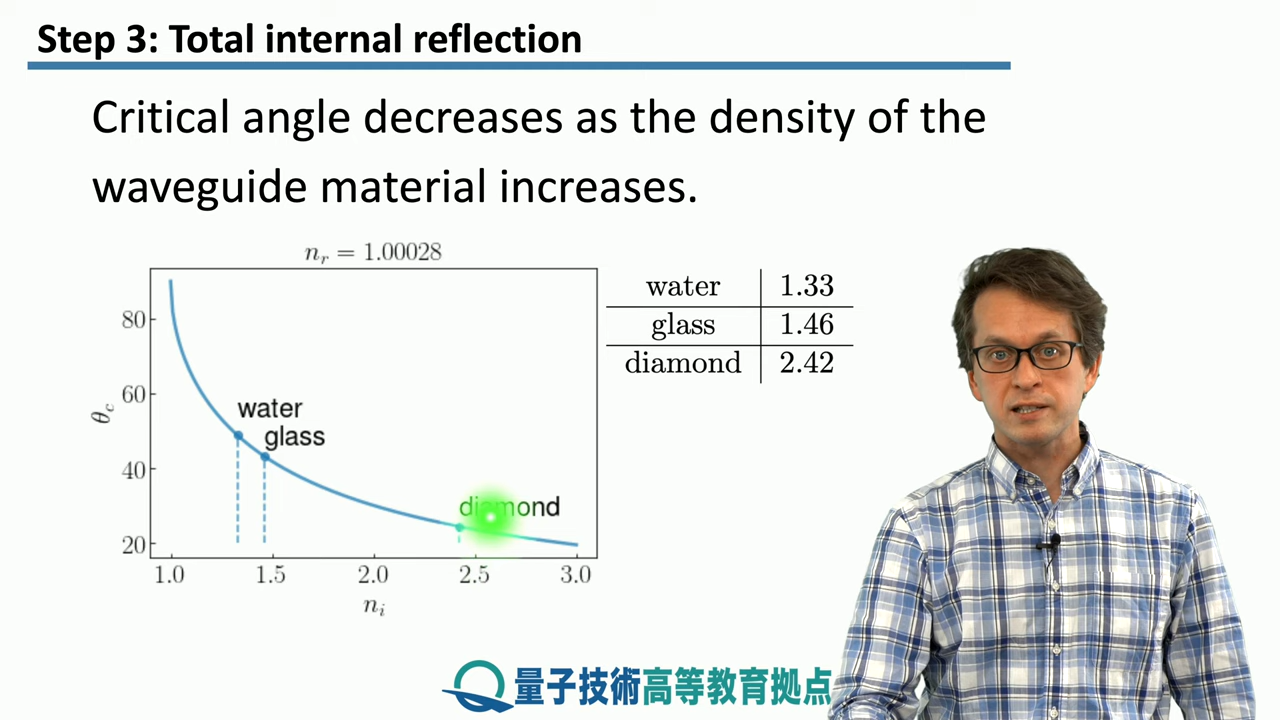 Step 3: Total internal reflection
Critical angle decreases as the density of the
waveguide material increases.
n_r = 1.00028
θ_c
80
60
40
20
water
glass
diamond
1.0 1.5 2.0 2.5 3.0
n_i
water 1.33
glass 1.46
diamond 2.42
量子技術高等教育拠点